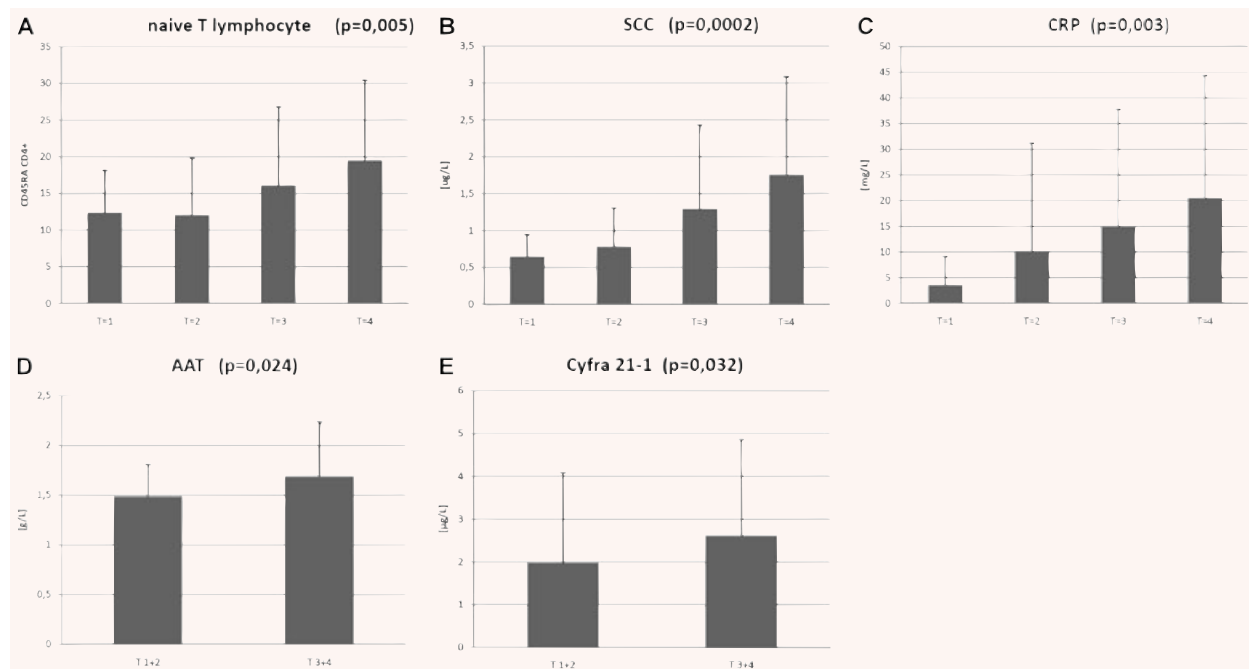 A naive T lymphocyte (p=0,005)
35
30
25
20
15
10
5
0
CD45RA CD4+
T=1 T=2 T=3 T=4
B SCC (p=0,0002)
3,5
3
2,5
2
1,5
1
0,5
0
[ug/L]
T=1 T=2 T=3 T=4
C CRP (p=0,003)
50
45
40
35
30
25
20
15
10
5
0
[mg/L]
T=1 T=2 T=3 T=4
D AAT (p=0,024)
2,5
2
1,5
1
0,5
0
[g/L]
T 1+2 T 3+4
E Cyfra 21-1 (p=0,032)
6
5
4
3
2
1
0
[µg/L]
T 1+2 T 3+4